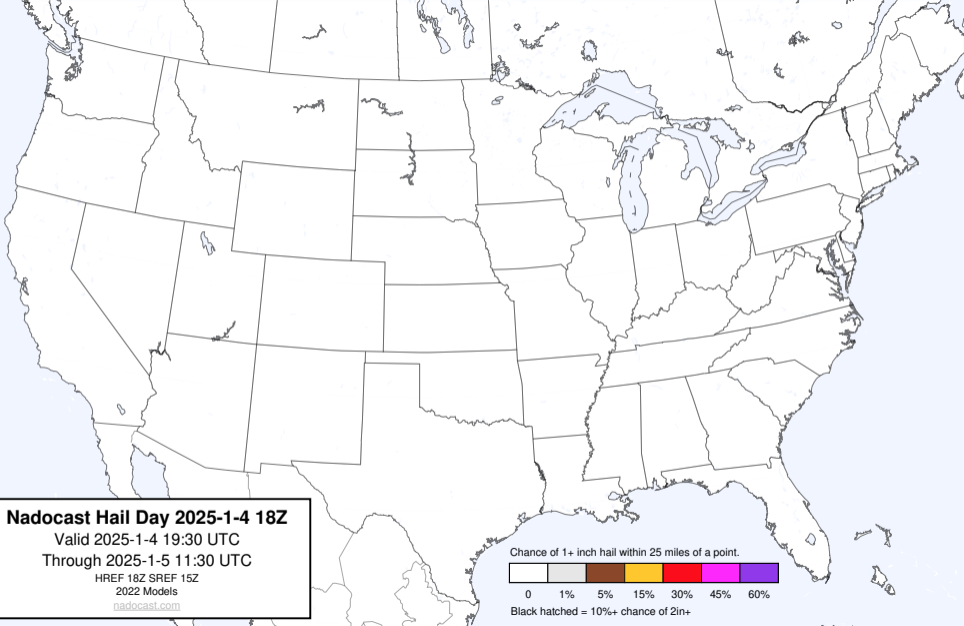 Nadocast Hail Day 2025-1-4 18Z
Valid 2025-1-4 19:30 UTC
Through 2025-1-5 11:30 UTC
HREF 18Z SREF 15Z
2022 Models
nadocast.com
Chance of 1+ inch hail within 25 miles of a point.
0 1% 5% 15% 30% 45% 60%
Black hatched = 10%+ chance of 2in+